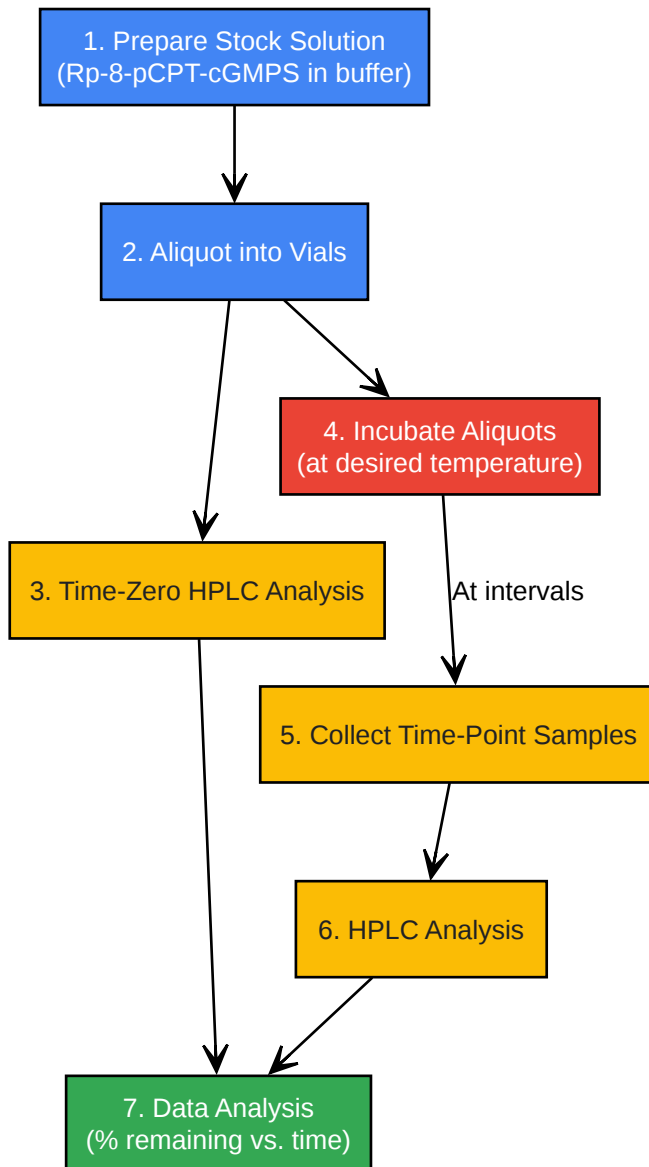 1. Prepare Stock Solution
(Rp-8-pCPT-cGMPS in buffer)
2. Aliquot into Vials
4. Incubate Aliquots
(at desired temperature)
3. Time-Zero HPLC Analysis
At intervals
5. Collect Time-Point Samples
6. HPLC Analysis
7. Data Analysis
(% remaining vs. time)